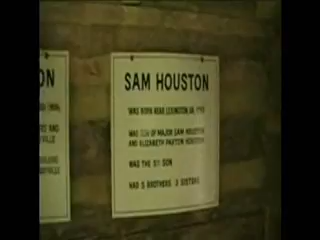 ON
SAM HOUSTON
WAS BORN NEAR LEXINGTON VA.
WAS SON OF MAJOR SAM HOUSTON
AND ELIZABETH PAXTON HOUSTON
WAS THE 5TH SON
HAD 5 BROTHERS 3 SISTERS